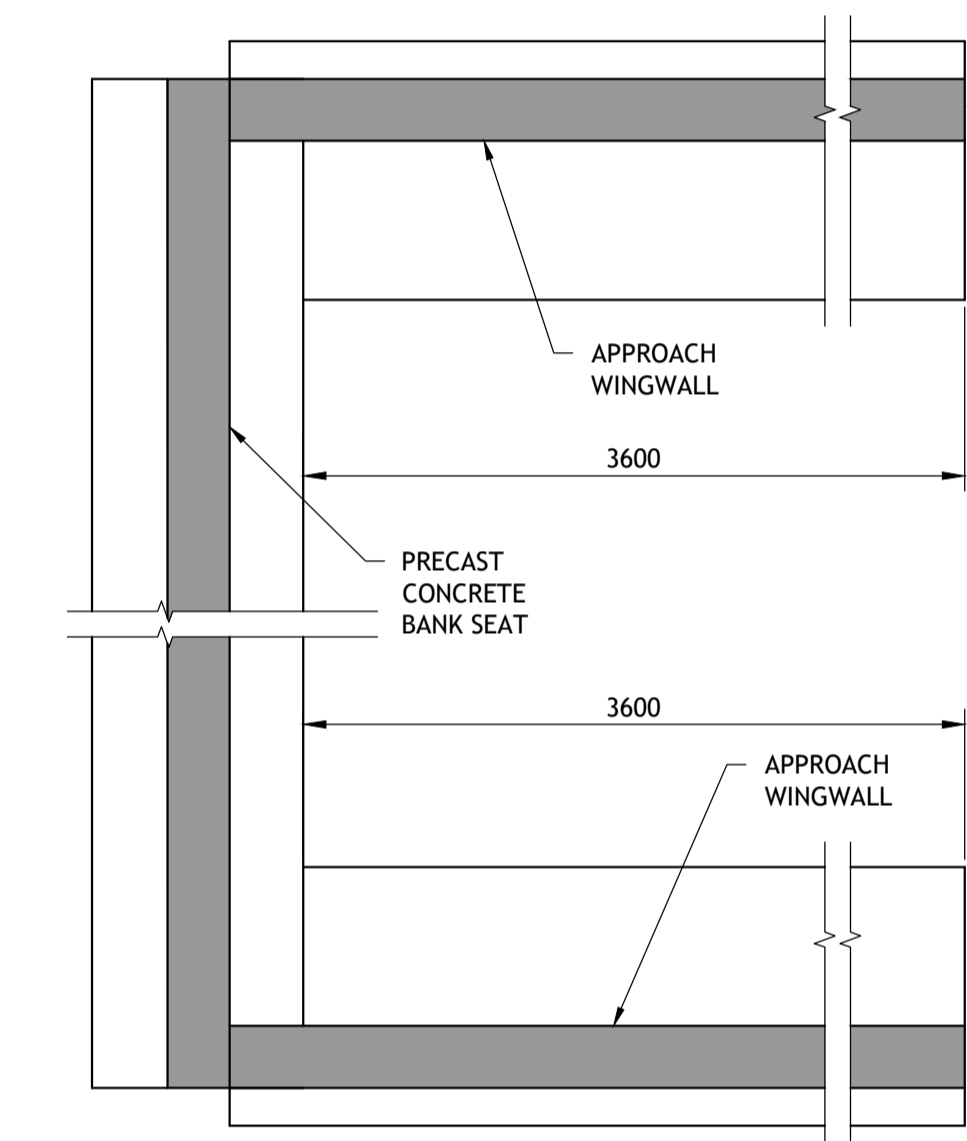 APPROACH
WINGWALL
3600
PRECAST
CONCRETE
BANK SEAT
3600
APPROACH
WINGWALL